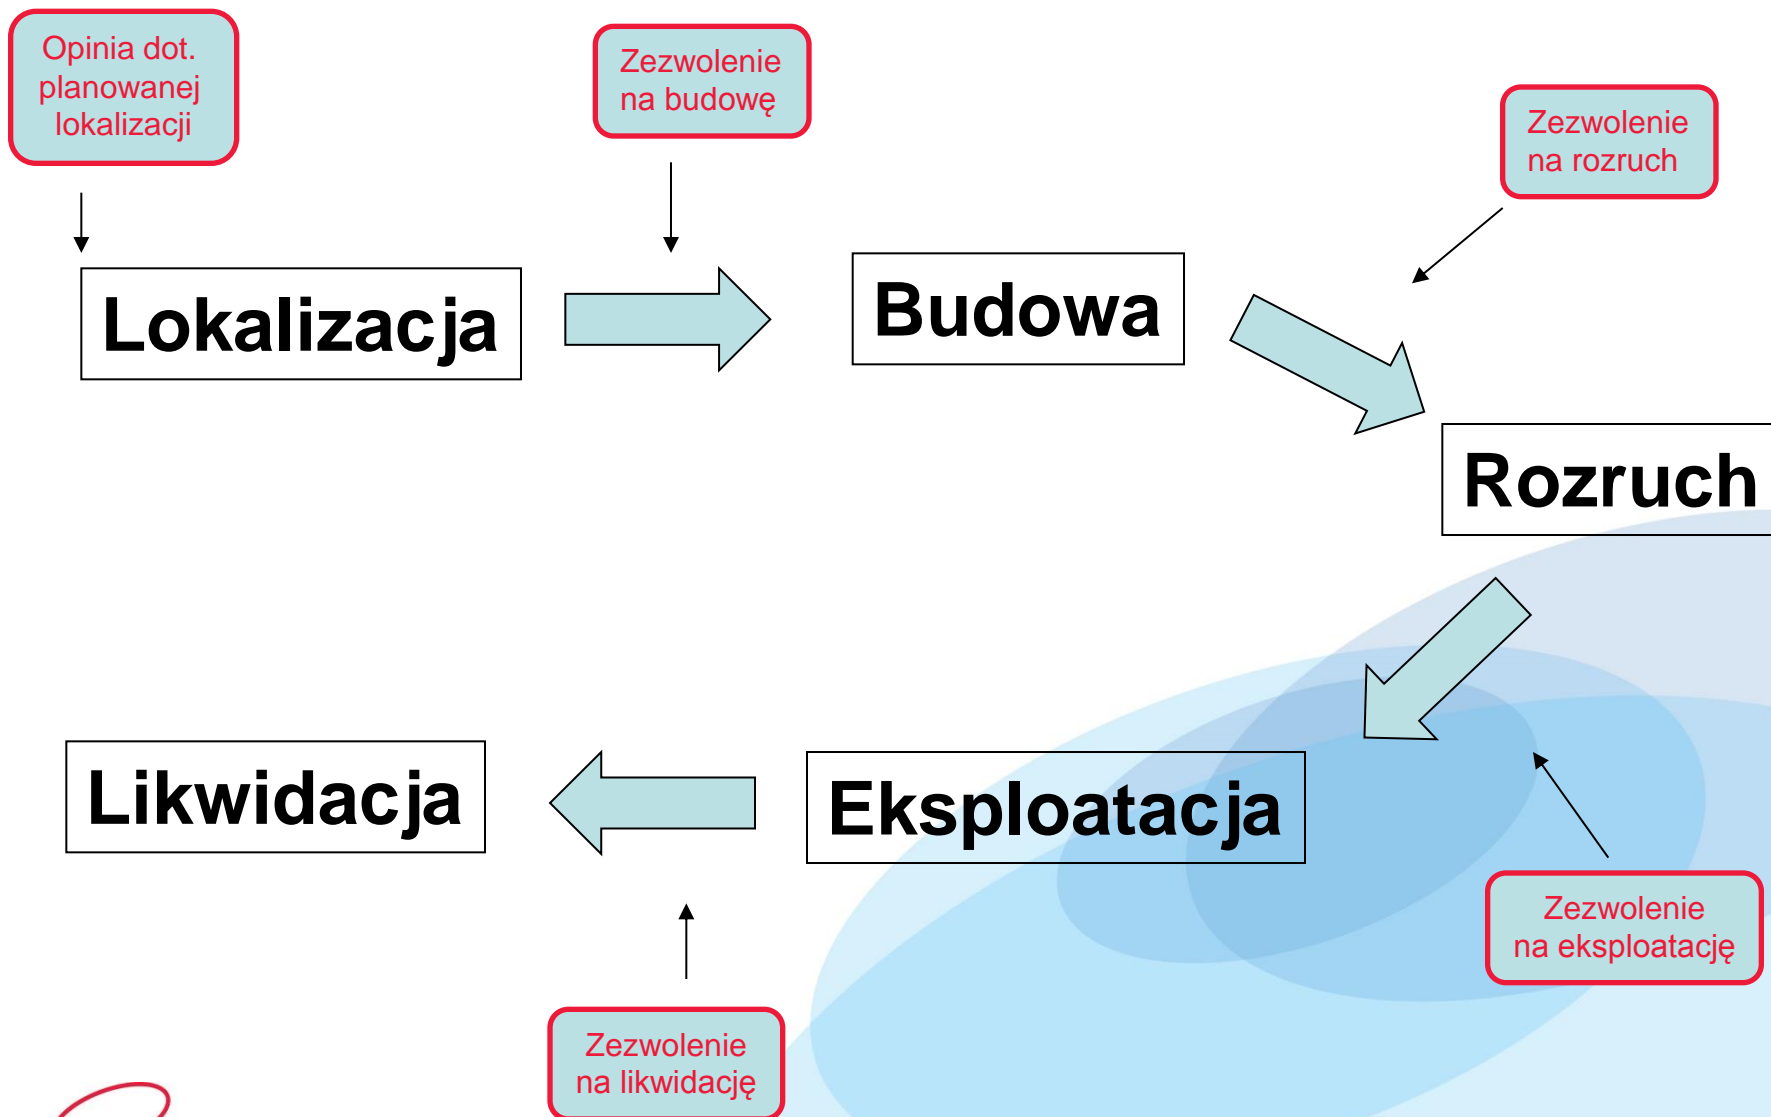 Opinia dot.
planowanej
lokalizacji
Zezwolenie
na budowę
Zezwolenie
na rozruch
Lokalizacja
Budowa
Rozruch
Likwidacja
Eksploatacja
Zezwolenie
na eksploatację
Zezwolenie
na likwidację